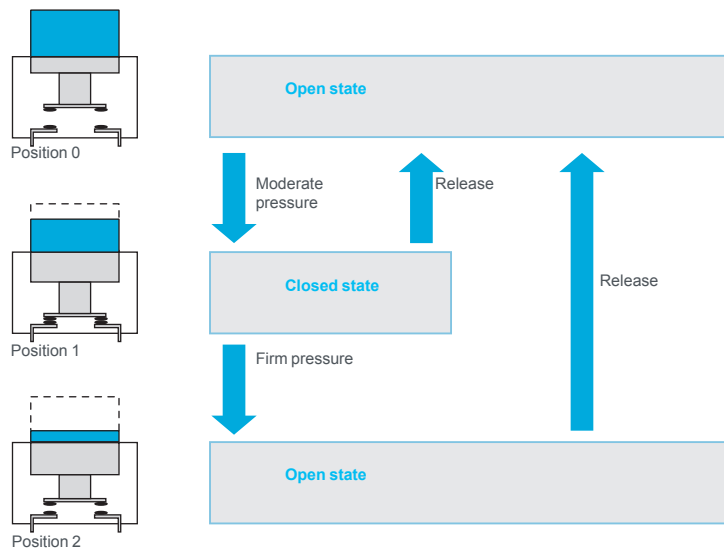 Open state
Position 0
Moderate
pressure
Release
Release
Closed state
Position 1
Firm pressure
Open state
Position 2